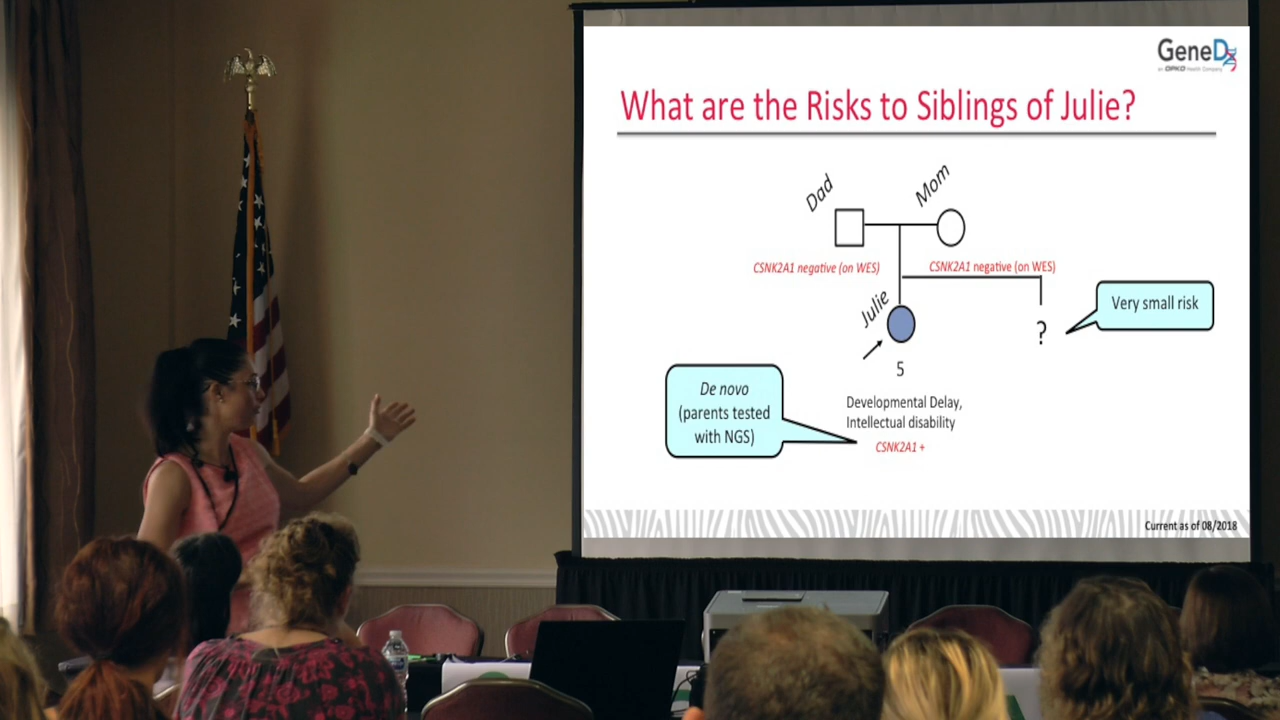 GeneDx
an OPKO Health Company
What are the Risks to Siblings of Julie?
Dad
Mom
CSNK2A1 negative (on WES)
CSNK2A1 negative (on WES)
Julie
Very small risk
?
5
De novo
(parents tested
with NGS)
Developmental Delay,
Intellectual disability
CSNK2A1 +
Current as of 08/2018